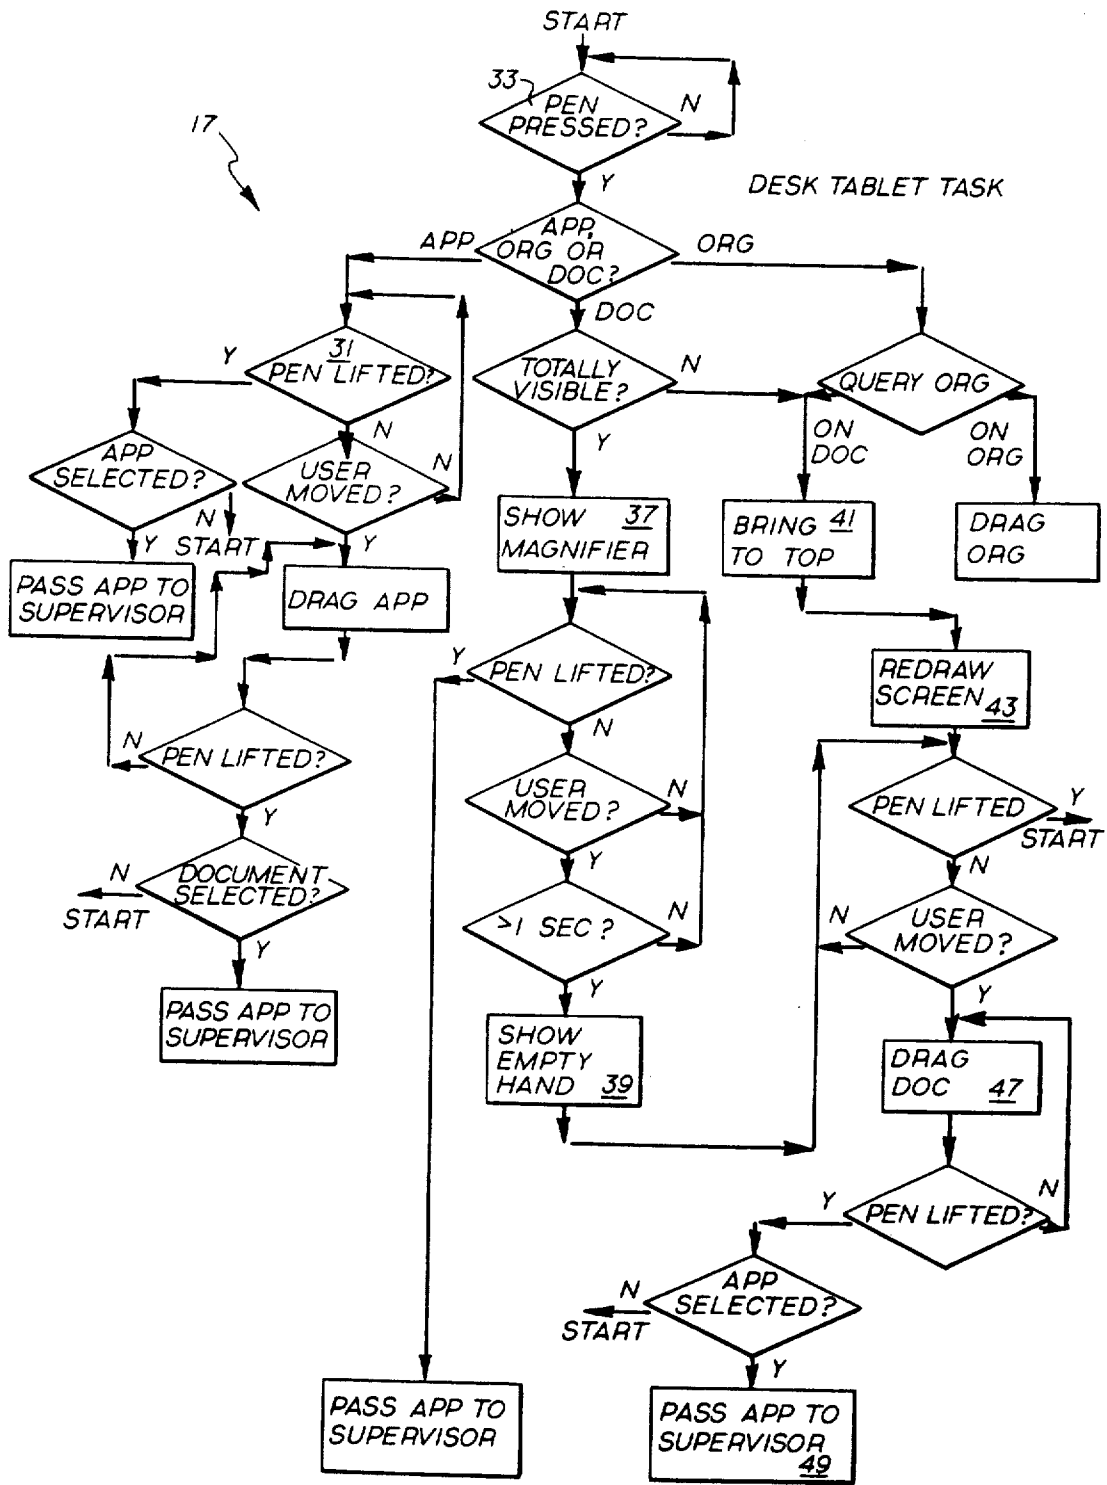 START
33
PEN
PRESSED?
N
17
Y
DESK TABLET TASK
APP
APP,
ORG OR
DOC?
ORG
DOC
31
PEN LIFTED?
Y
N
TOTALLY
VISIBLE?
N
Y
QUERY ORG
ON
DOC
ON
ORG
APP
SELECTED?
N
START
Y
USER
MOVED?
N
Y
SHOW 37
MAGNIFIER
BRING 41
TO TOP
DRAG
ORG
PASS APP TO
SUPERVISOR
DRAG APP
Y
PEN LIFTED?
N
REDRAW
SCREEN 43
N
PEN LIFTED?
Y
USER
MOVED?
N
Y
PEN LIFTED
Y
START
N
N
START
DOCUMENT
SELECTED?
Y
>1 SEC?
N
Y
N
USER
MOVED?
Y
PASS APP TO
SUPERVISOR
SHOW
EMPTY
HAND 39
DRAG
DOC 47
Y
PEN LIFTED?
N
N
START
APP
SELECTED?
Y
PASS APP TO
SUPERVISOR
PASS APP TO
SUPERVISOR
49